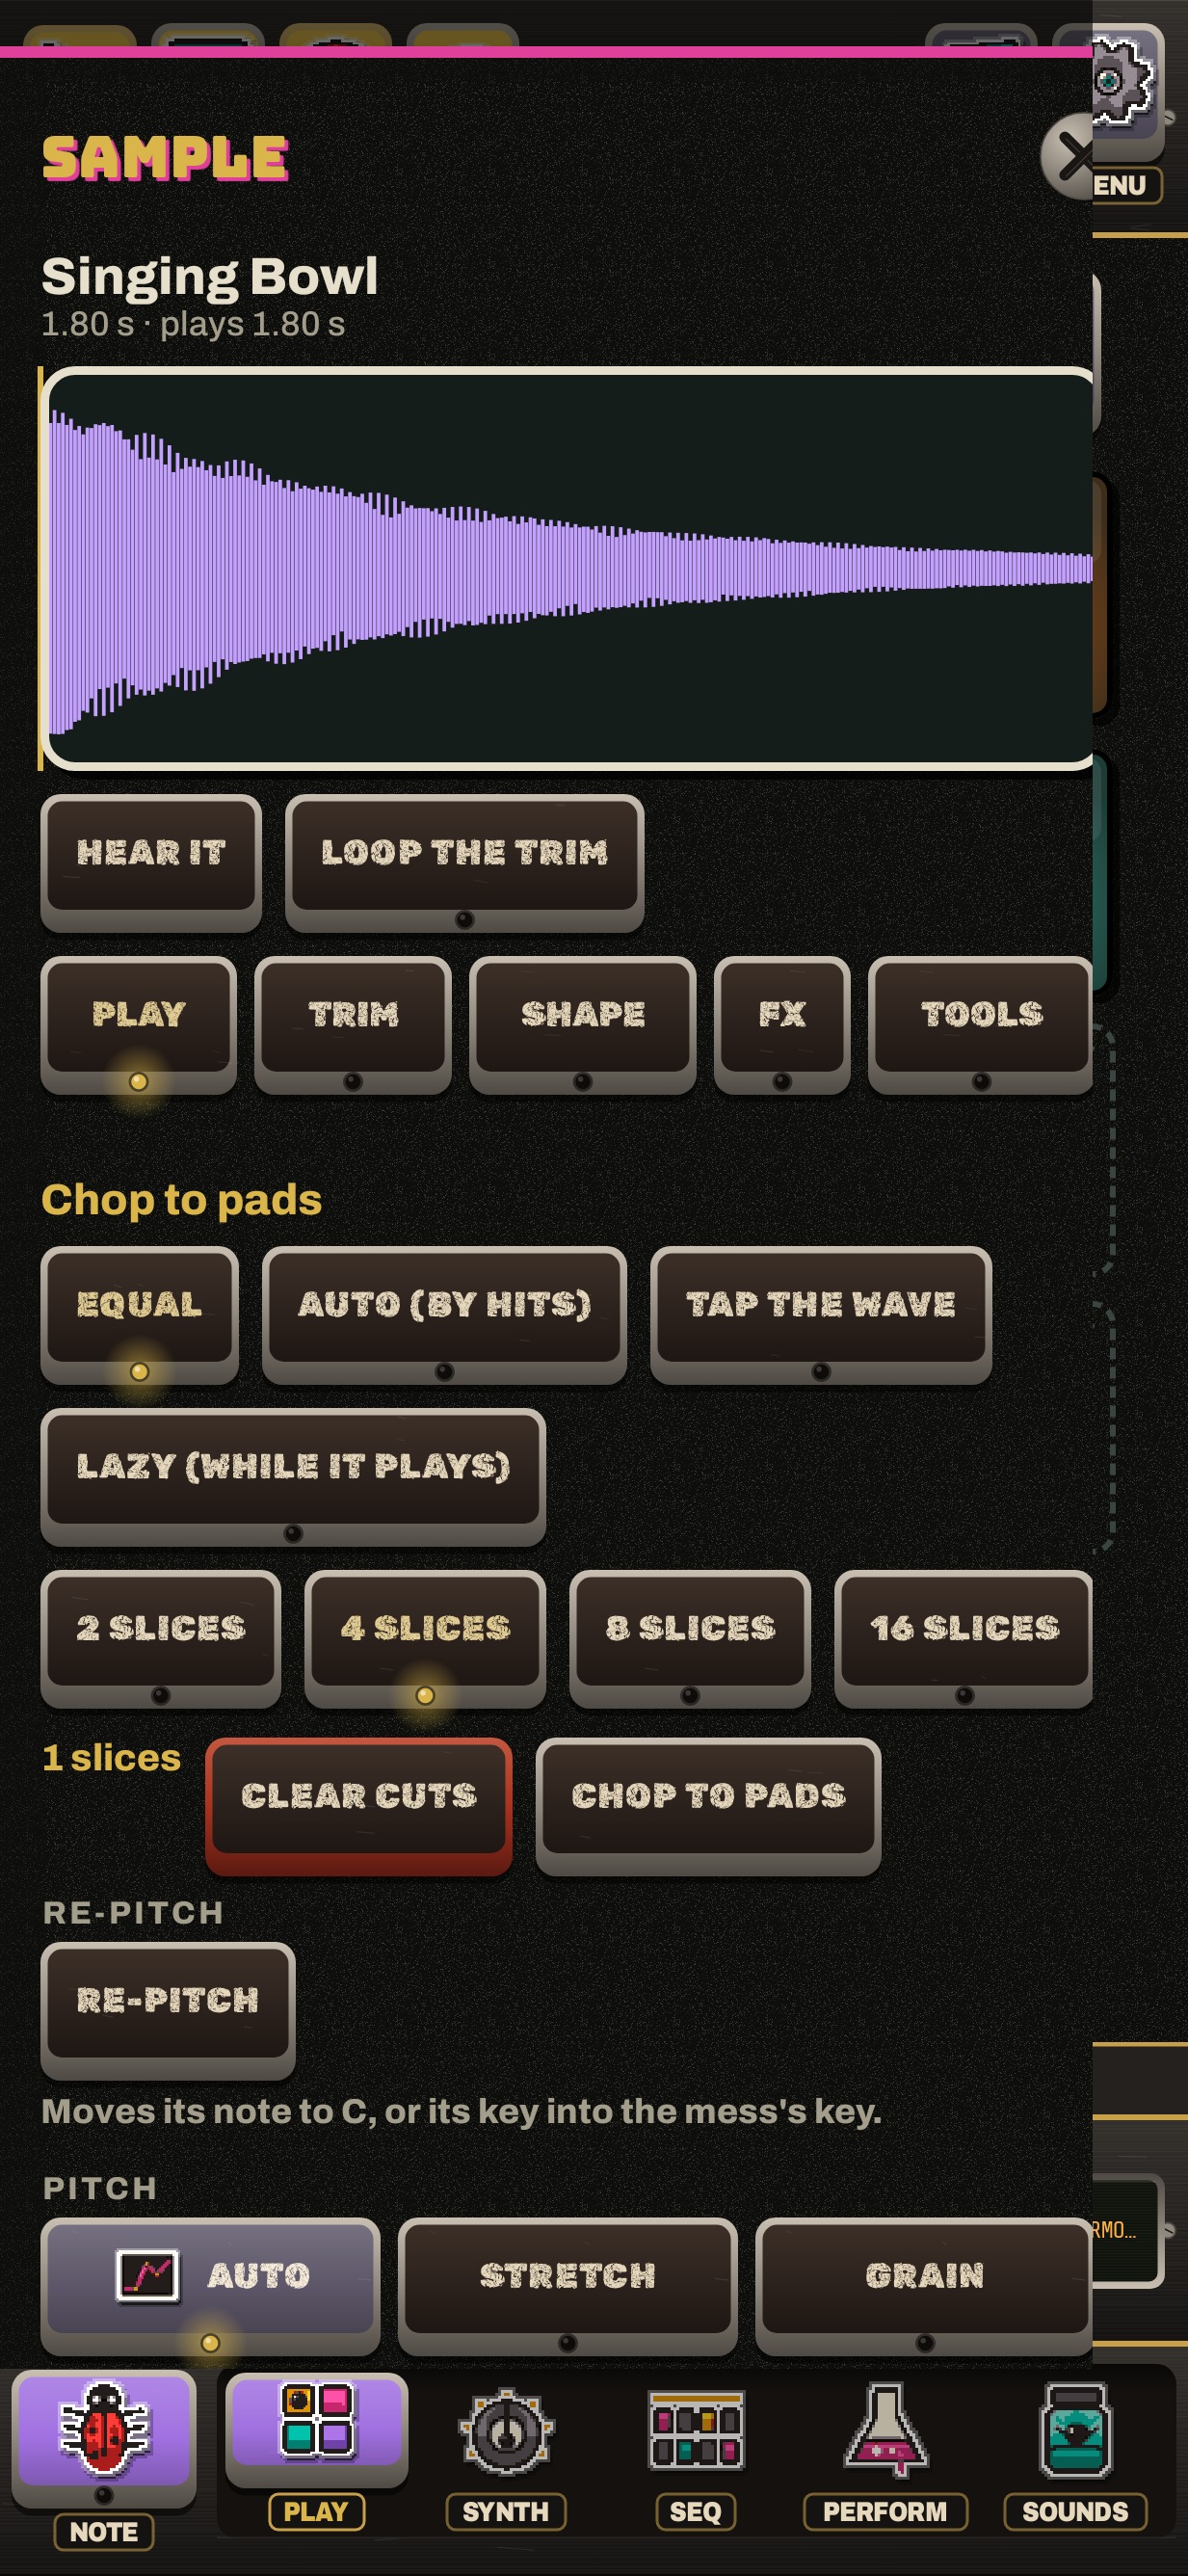 SAMPLE
ENU
Singing Bowl
1.80 s · plays 1.80 s
HEAR IT
LOOP THE TRIM
PLAY
TRIM
SHAPE
FX
TOOLS
Chop to pads
EQUAL
AUTO (BY HITS)
TAP THE WAVE
LAZY (WHILE IT PLAYS)
2 SLICES
4 SLICES
8 SLICES
16 SLICES
1 slices
CLEAR CUTS
CHOP TO PADS
RE-PITCH
RE-PITCH
Moves its note to C, or its key into the mess's key.
PITCH
RMO...
AUTO
STRETCH
GRAIN
NOTE
PLAY
SYNTH
SEQ
PERFORM
SOUNDS